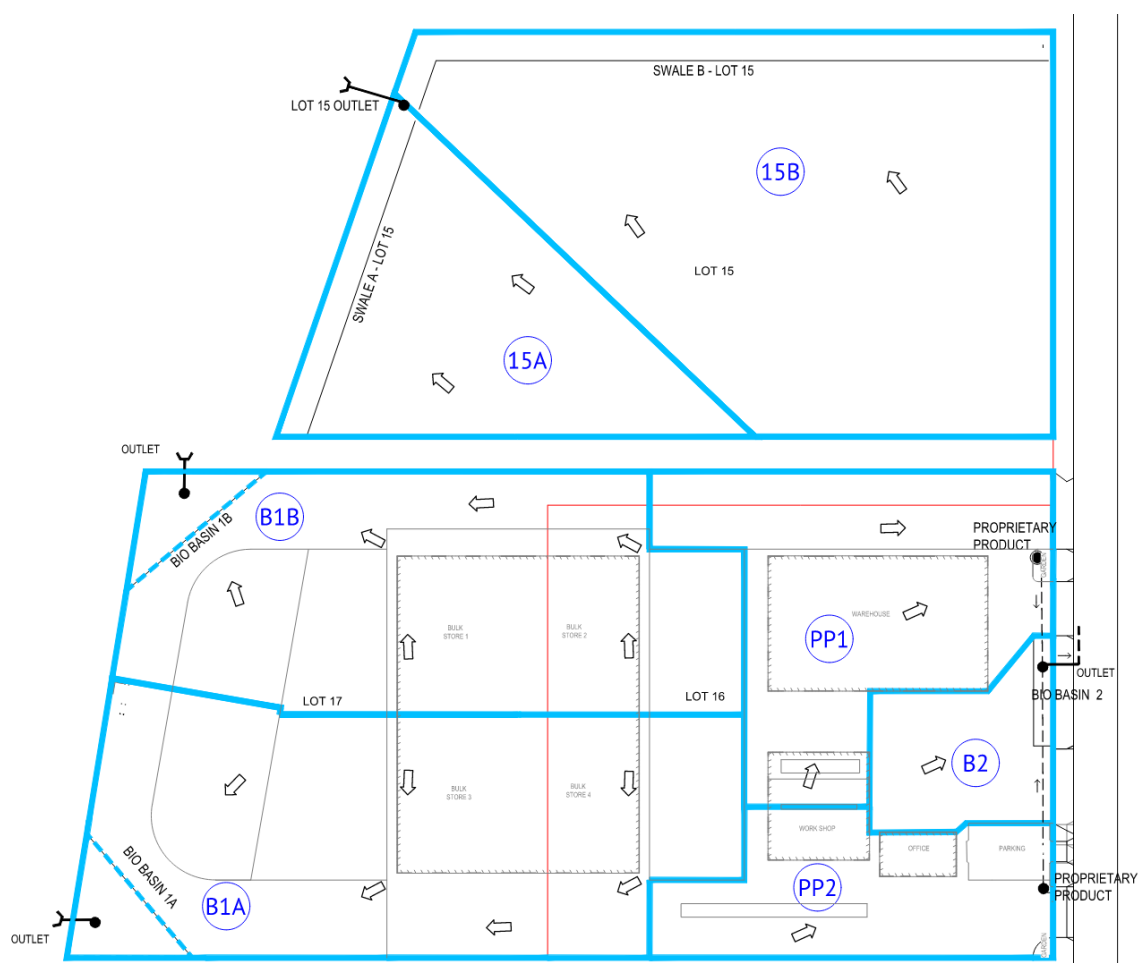 SWALE B - LOT 15
LOT 15 OUTLET
15B
SWALE A - LOT 15
LOT 15
15A
OUTLET
B1B
BIO BASIN 1B
PROPRIETARY
PRODUCT
GARDEN
WAREHOUSE
PP1
BULK
STORE 1
BULK
STORE 2
OUTLET
LOT 17
LOT 16
BIO BASIN 2
B2
BULK
STORE 3
BULK
STORE 4
WORK SHOP
OFFICE
PARKING
BIO BASIN 1A
B1A
PP2
PROPRIETARY
PRODUCT
OUTLET
GARDEN